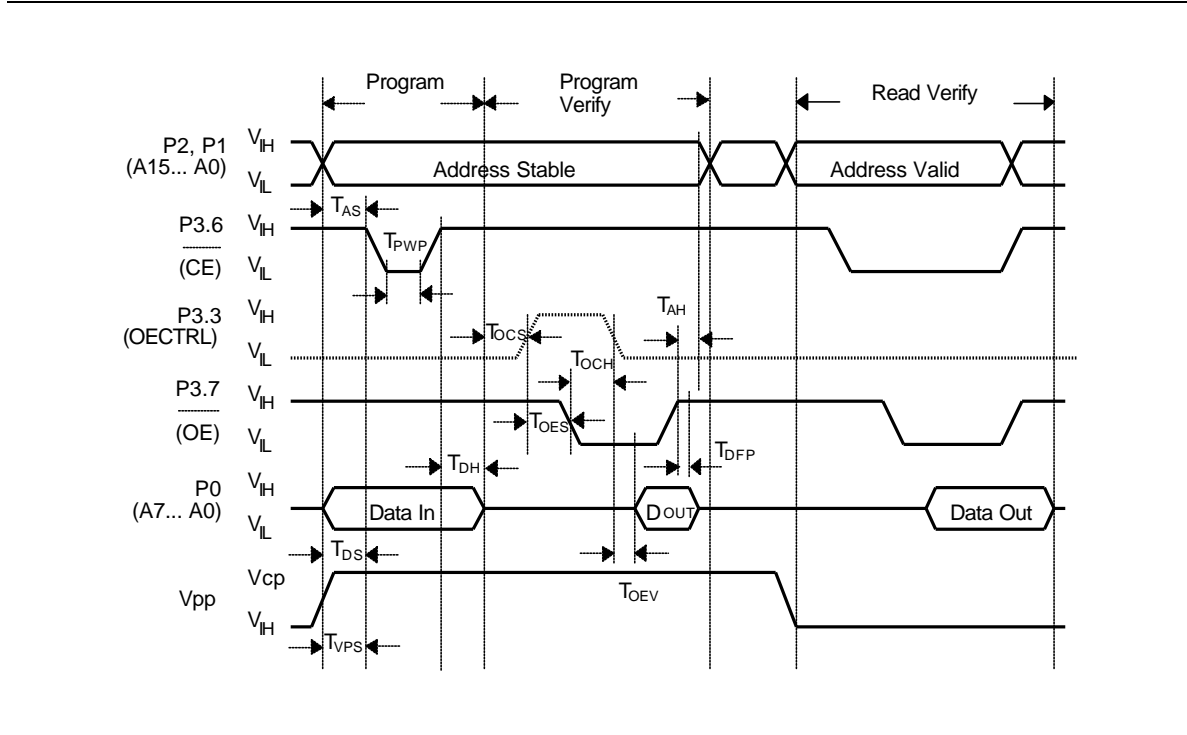 Program
Program
Verify
Read Verify
P2, P1
(A15... A0)
VIH
VIL
Address Stable
Address Valid
TAS
P3.6
(CE)
VIH
VIL
TPWP
P3.3
(OECTRL)
VIH
VIL
TOCS
TAH
TOCH
P3.7
(OE)
VIH
VIL
TOES
TDFP
TDH
P0
(A7... A0)
VIH
VIL
Data In
DOUT
Data Out
TDS
Vpp
Vcp
VIH
TOEV
TVPS